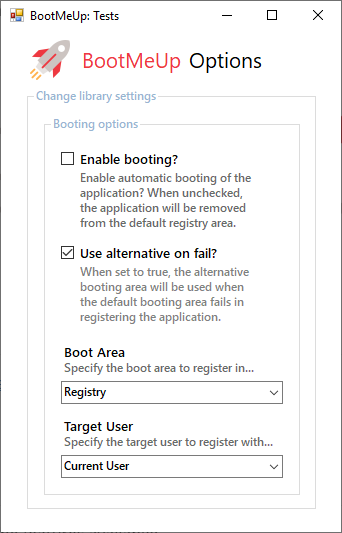 BootMeUp: Tests
BootMeUp Options
Change library settings
Booting options
Enable booting?
Enable automatic booting of the
application? When unchecked,
the application will be removed
from the default registry area.
Use alternative on fail?
When set to true, the alternative
booting area will be used when
the default booting area fails in
registering the application.
Boot Area
Specify the boot area to register in...
Registry
Target User
Specify the target user to register with...
Current User